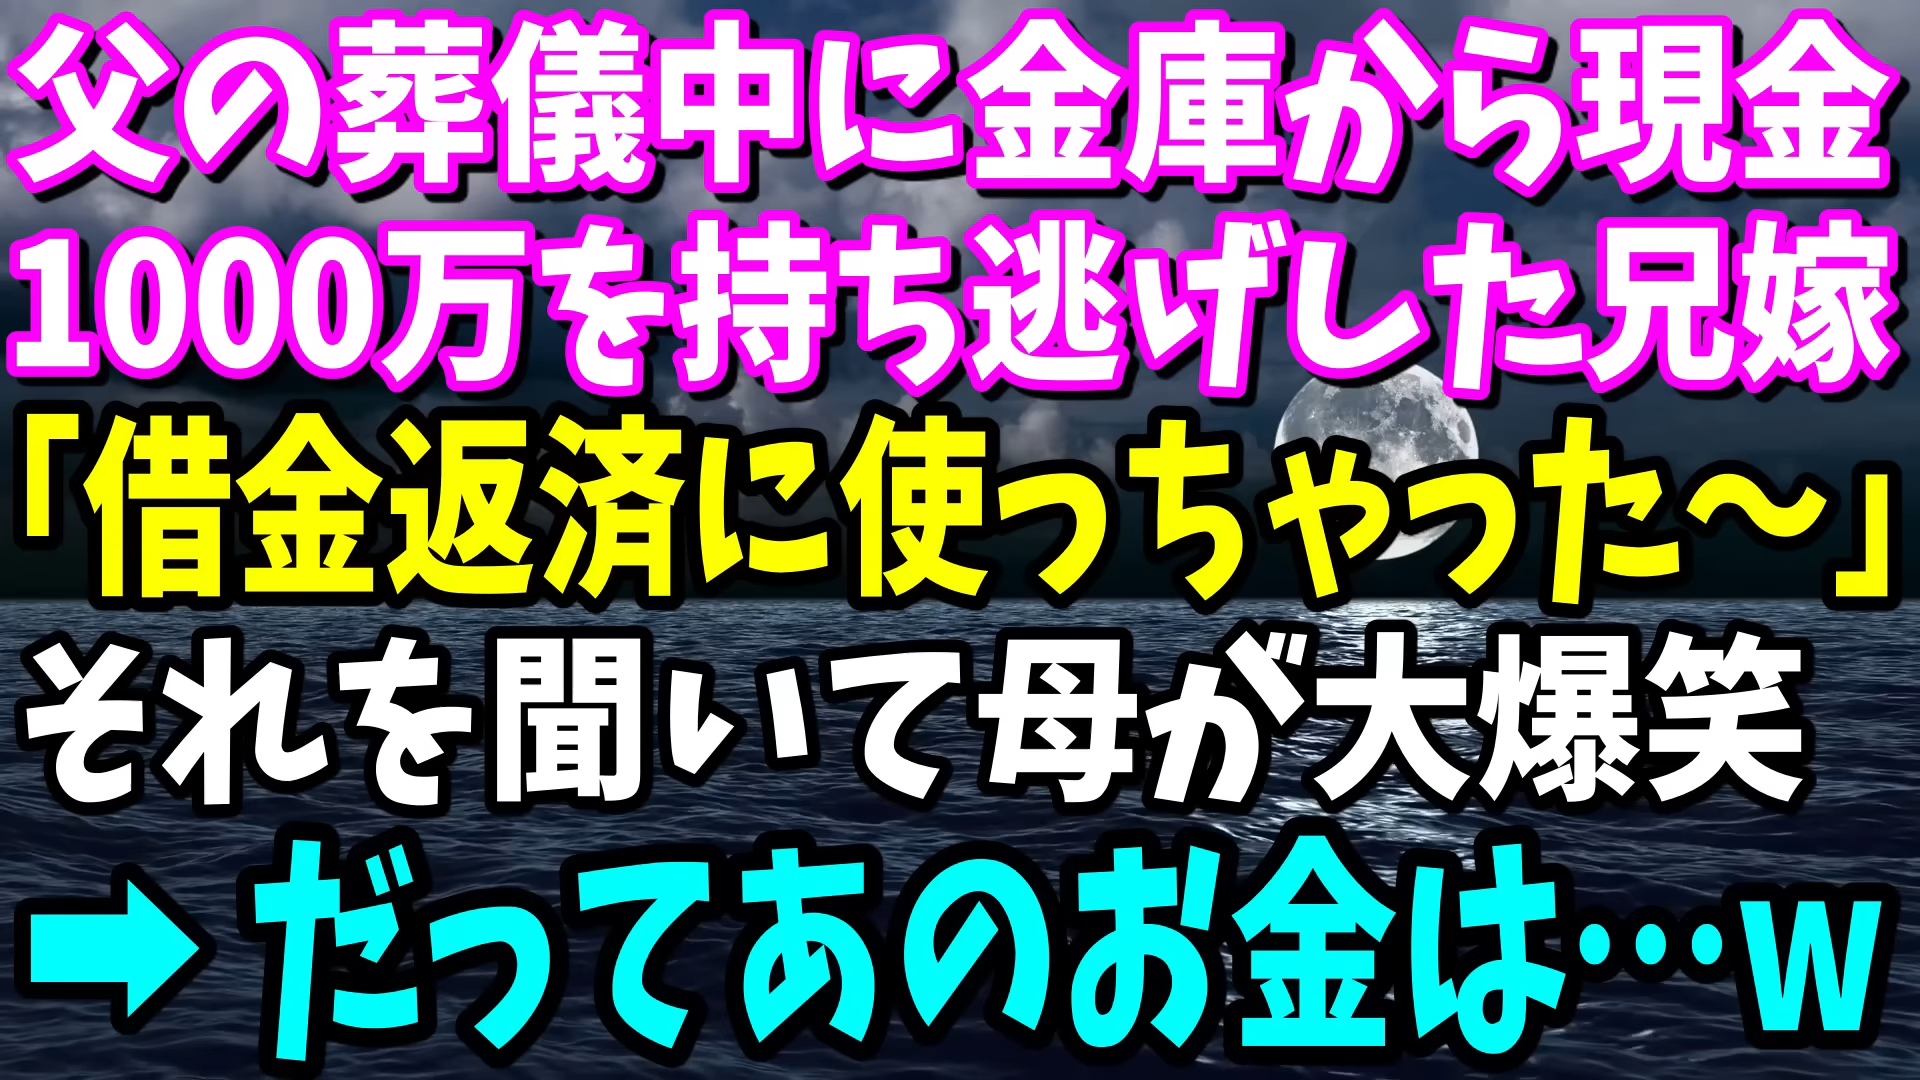 父の葬儀中に金庫から現金
1000万を持ち逃げした兄嫁
「借金返済に使っちゃった～」
それを聞いて母が大爆笑
➡だってあのお金は…w